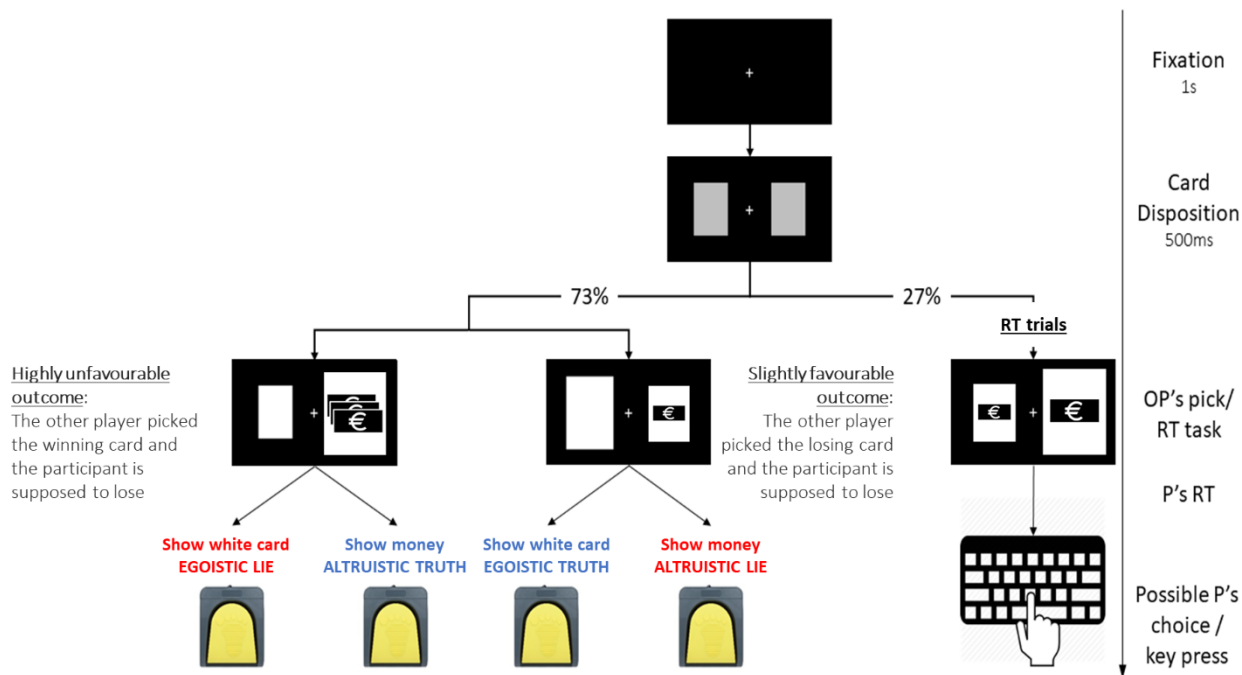 Fixation
1s
Card
Disposition
500ms
73%
27%
RT trials
Highly unfavourable
outcome:
The other player picked
the winning card and
the participant is
supposed to lose
€
€
Slightly favourable
outcome:
The other player
picked the losing card
and the participant is
supposed to lose
€
€
OP's pick/
RT task
P's RT
Show white card
EGOISTIC LIE
Show money
ALTRUISTIC TRUTH
Show white card
EGOISTIC TRUTH
Show money
ALTRUISTIC LIE
Possible P's
choice /
key press